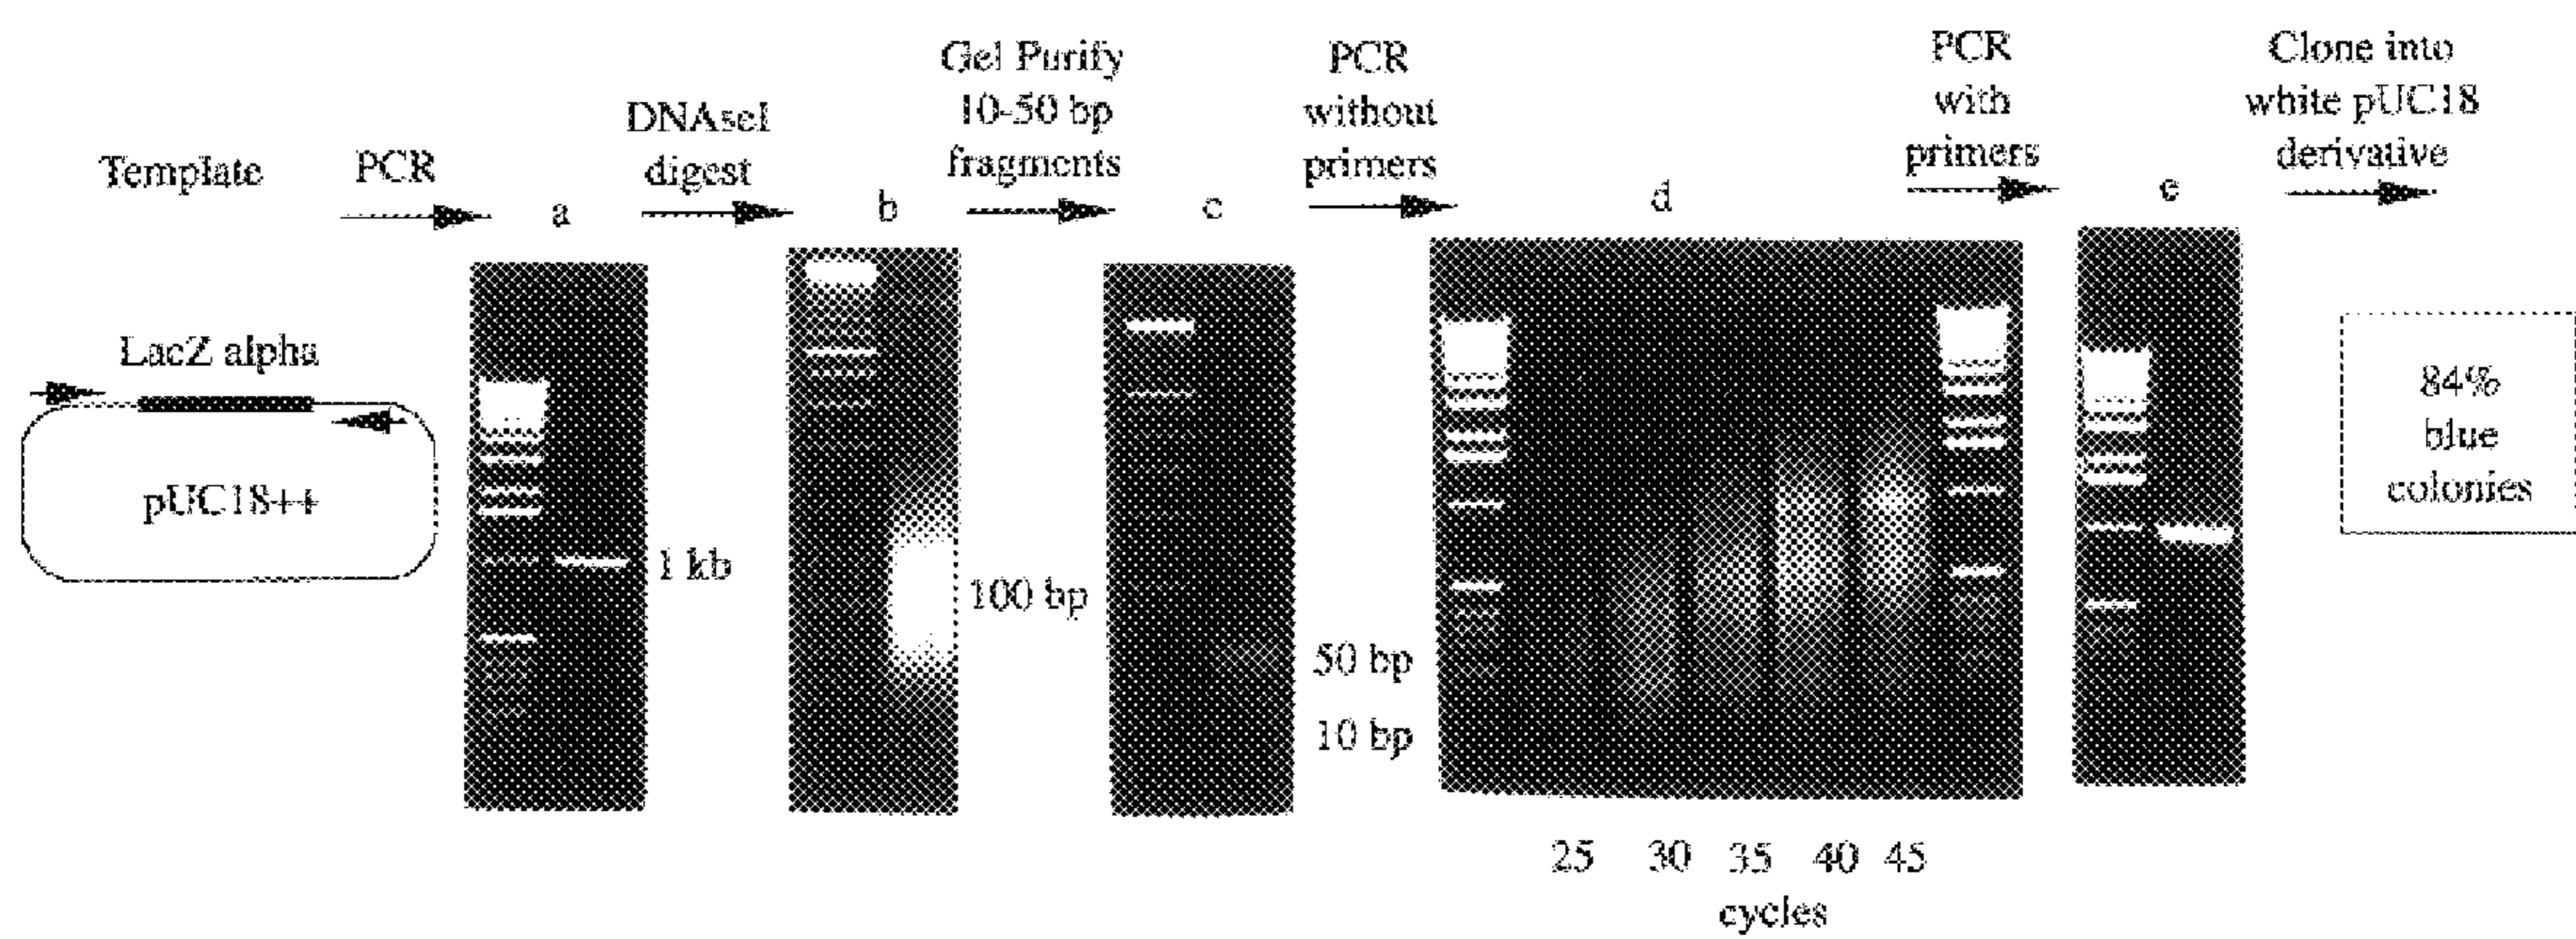 Template
PCR
a
DNAseI
digest
b
Gel Purify
10-50 bp
fragments
c
PCR
without
primers
d
PCR
with
primers
e
Clone into
white pUC18
derivative
LacZ alpha
pUC18++
1 kb
100 bp
50 bp
10 bp
25 30 35 40 45
cycles
84%
blue
colonies